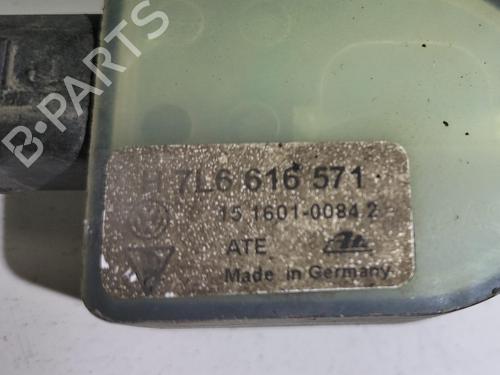 B-PARTS
H 7L6 616 571
15 1601-0084 2
ATE
Made in Germany